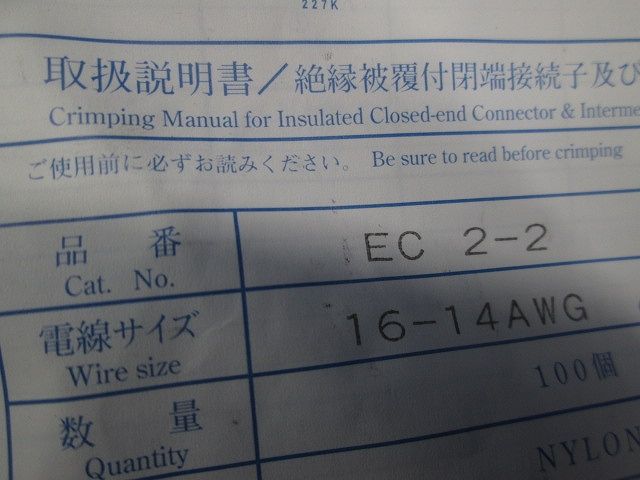 227K
取扱説明書／絶縁被覆付閉端接続子及び
Crimping Manual for Insulated Closed-end Connector &
ご使用前に必ずお読みください。 Be sure to read before crimping
品 番 EC 2-2
Cat. No.
電線サイズ 16-14AWG
Wire size
数 量 100個
Quantity
NYLON